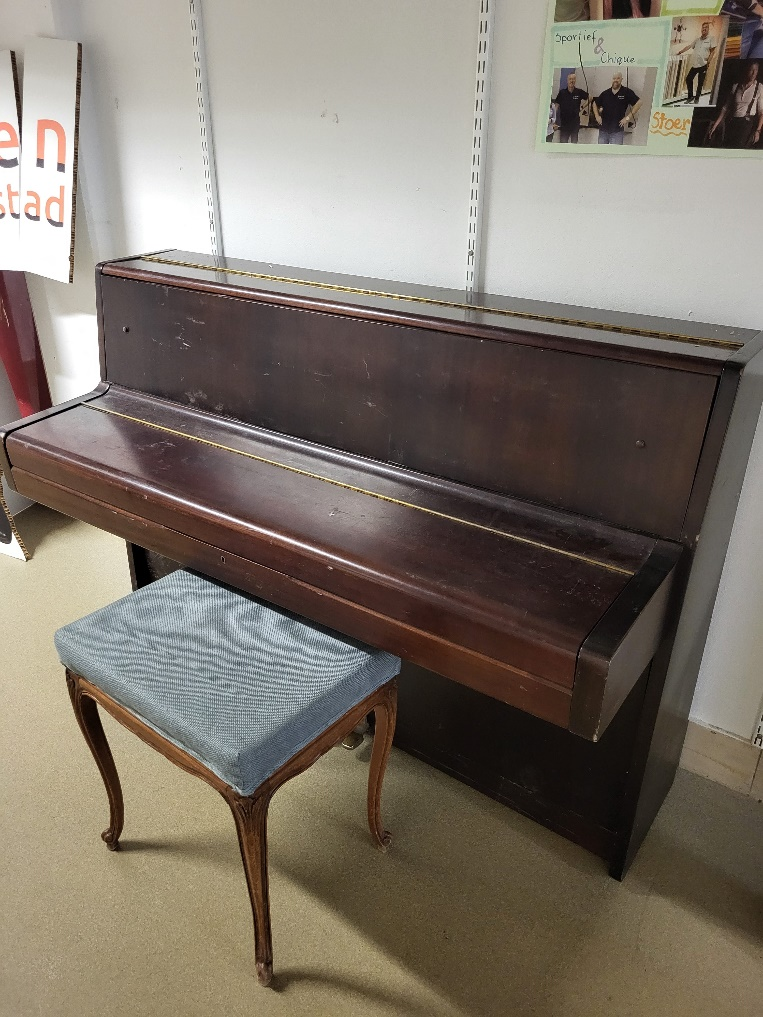 en
stad
Sportief
&
Chique
Stoer